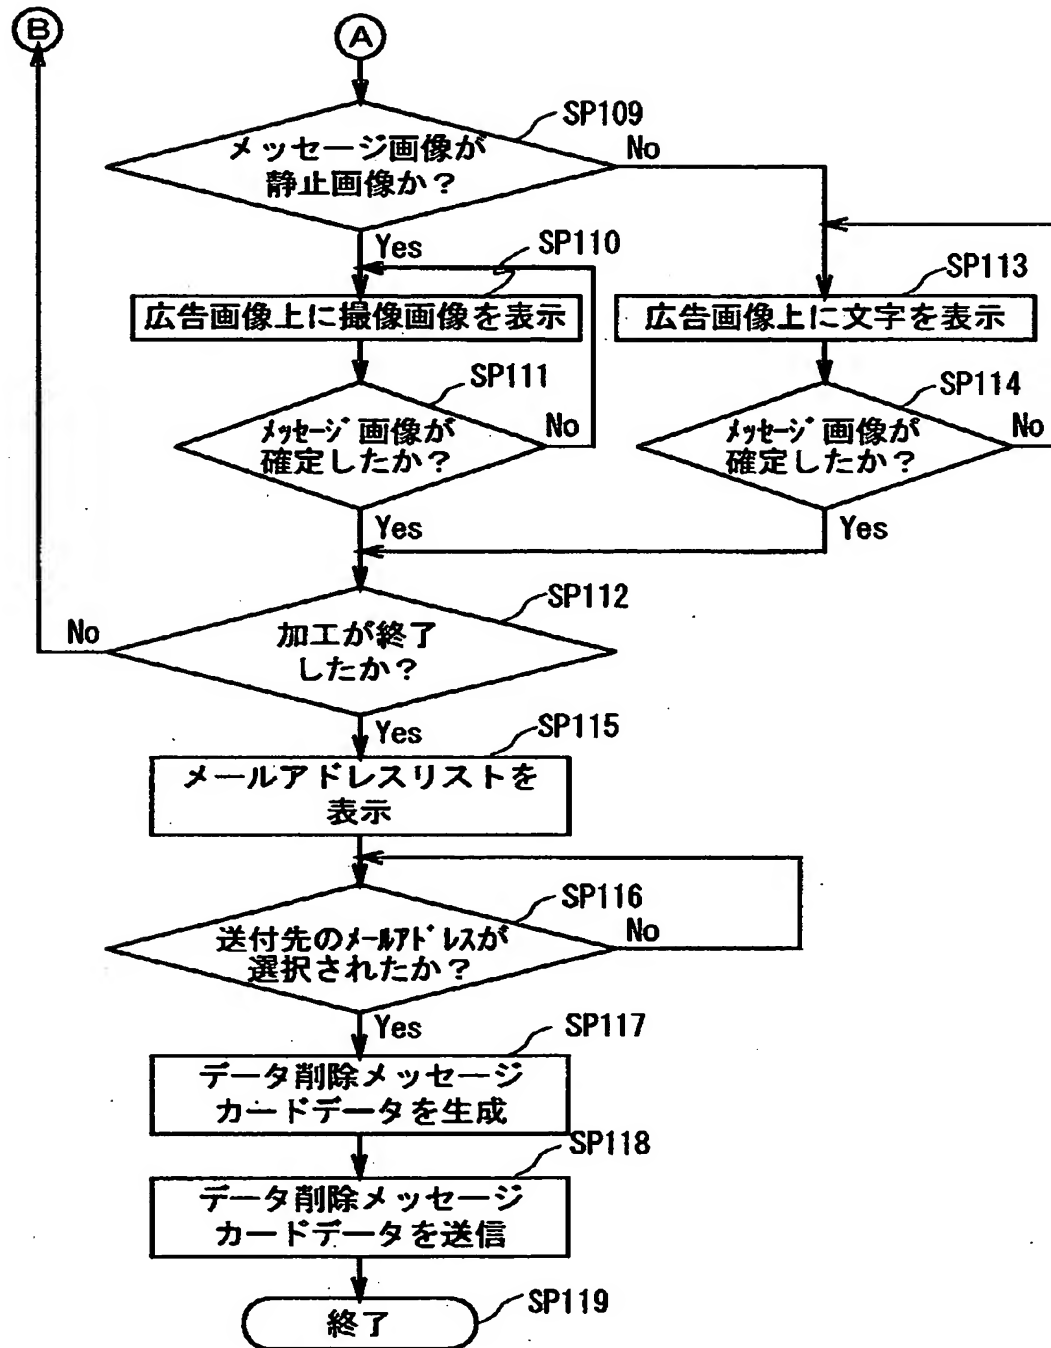 B
A
SP109
メッセージ画像が
静止画像か？
No
Yes
SP110
広告画像上に撮像画像を表示
SP111
メッセージ画像が
確定したか？
No
Yes
SP113
広告画像上に文字を表示
SP114
メッセージ画像が
確定したか？
No
Yes
SP112
加工が終了
したか？
No
Yes
SP115
メールアドレスリストを
表示
SP116
送付先のメールアドレスが
選択されたか？
No
Yes
SP117
データ削除メッセージ
カードデータを生成
SP118
データ削除メッセージ
カードデータを送信
終了
SP119